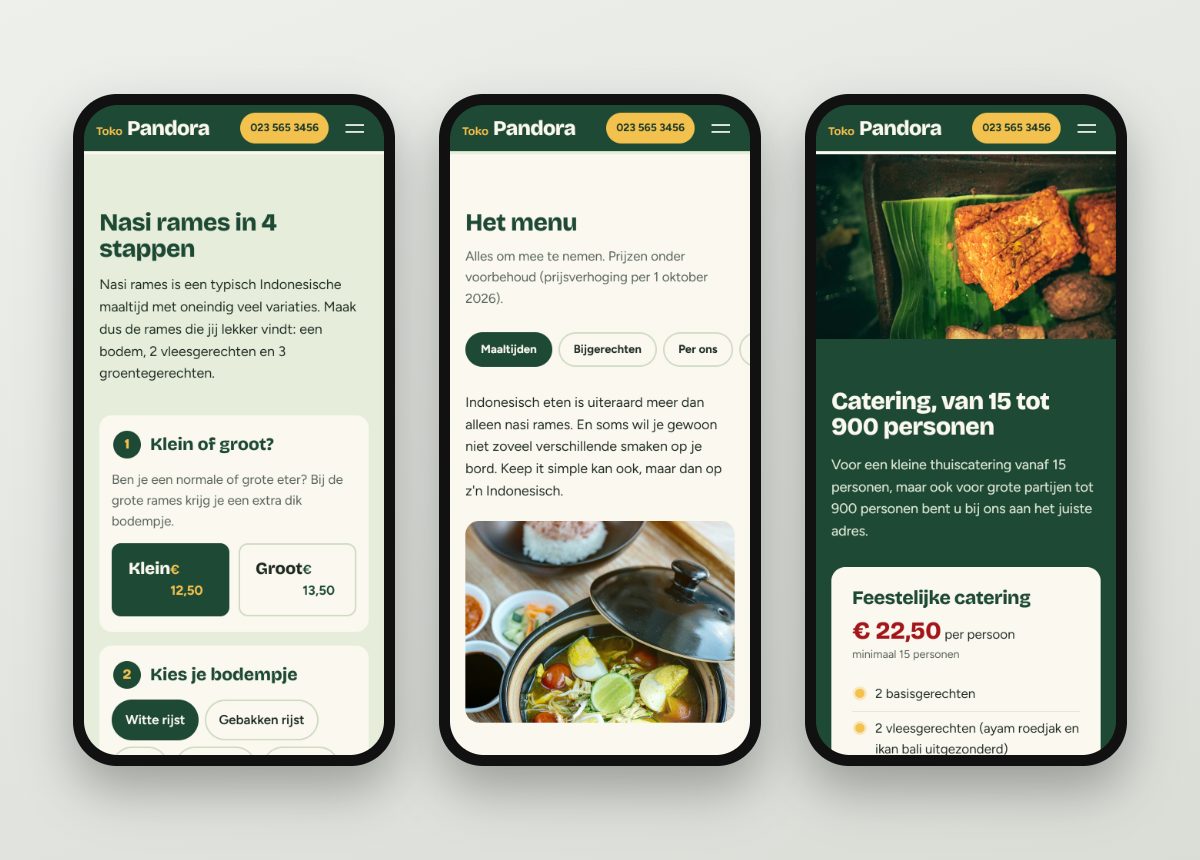 Toko Pandora
023 565 3456
Nasi rames in 4
stappen
Nasi rames is een typisch Indonesische
maaltijd met oneindig veel variaties. Maak
dus de rames die jij lekker vindt: een
bodem, 2 vleesgerechten en 3
groentegerechten.
1 Klein of groot?
Ben je een normale of grote eter? Bij de
grote rames krijg je een extra dik
bodempje.
Klein€
12,50
Groot€
13,50
2 Kies je bodempje
Witte rijst
Gebakken rijst
Toko Pandora
023 565 3456
Het menu
Alles om mee te nemen. Prijzen onder
voorbehoud (prijsverhoging per 1 oktober
2026).
Maaltijden
Bijgerechten
Per ons
Indonesisch eten is uiteraard meer dan
alleen nasi rames. En soms wil je gewoon
niet zoveel verschillende smaken op je
bord. Keep it simple kan ook, maar dan op
z'n Indonesisch.
Toko Pandora
023 565 3456
Catering, van 15 tot
900 personen
Voor een kleine thuiscatering vanaf 15
personen, maar ook voor grote partijen tot
900 personen bent u bij ons aan het juiste
adres.
Feestelijke catering
€ 22,50 per persoon
minimaal 15 personen
2 basisgerechten
2 vleesgerechten (ayam roedjak en
ikan bali uitgezonderd)